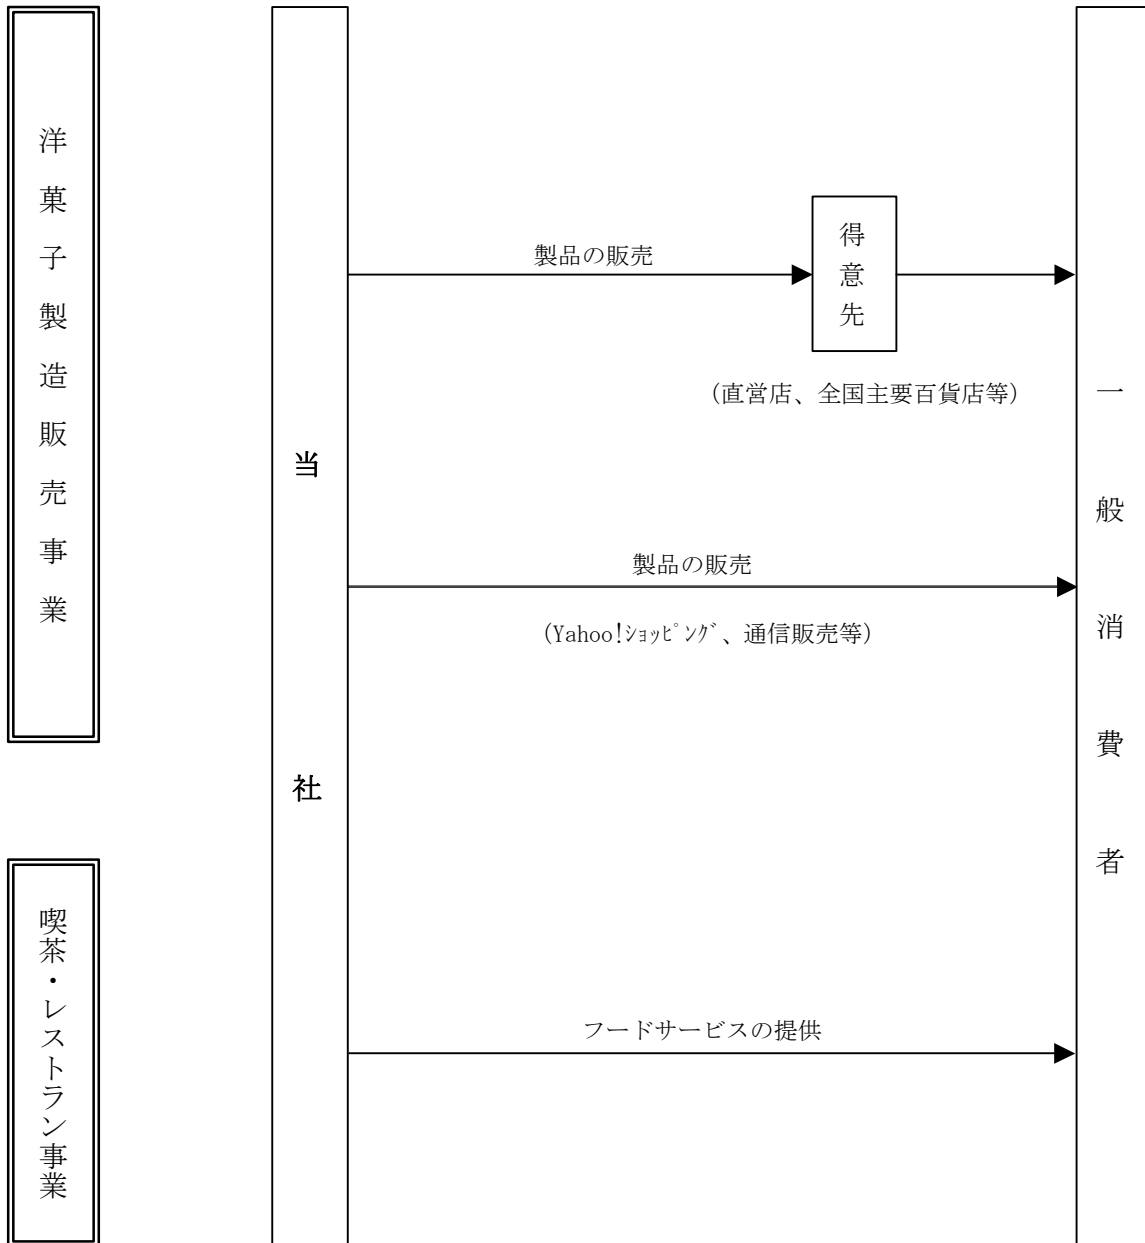 洋菓子製造販売事業
当社
製品の販売
得意先
(直営店、全国主要百貨店等)
製品の販売
(Yahoo!ｼｮｯﾋﾟﾝｸﾞ、通信販売等)
一般消費者
喫茶・レストラン事業
フードサービスの提供